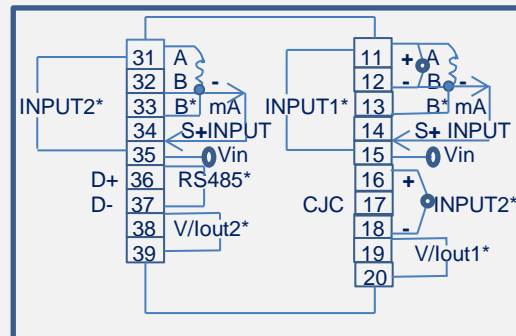 31 A
32 B -
INPUT2* 33 B* mA
34 S+INPUT
35 Vin
D+ 36 RS485*
D- 37
38 V/Iout2*
39
11 + A
12 - B -
INPUT1* 13 B* mA
14 S+ INPUT
15 Vin
16 +
CJC 17 INPUT2*
18 -
19 V/Iout1*
20